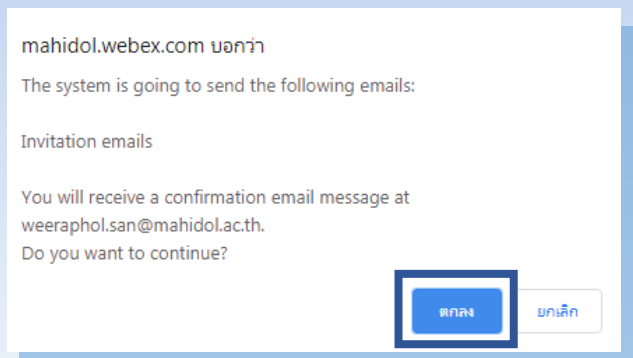 mahidol.webex.com บอกว่า
The system is going to send the following emails:
Invitation emails
You will receive a confirmation email message at
weeraphol.san@mahidol.ac.th.
Do you want to continue?
ตกลง ยกเลิก